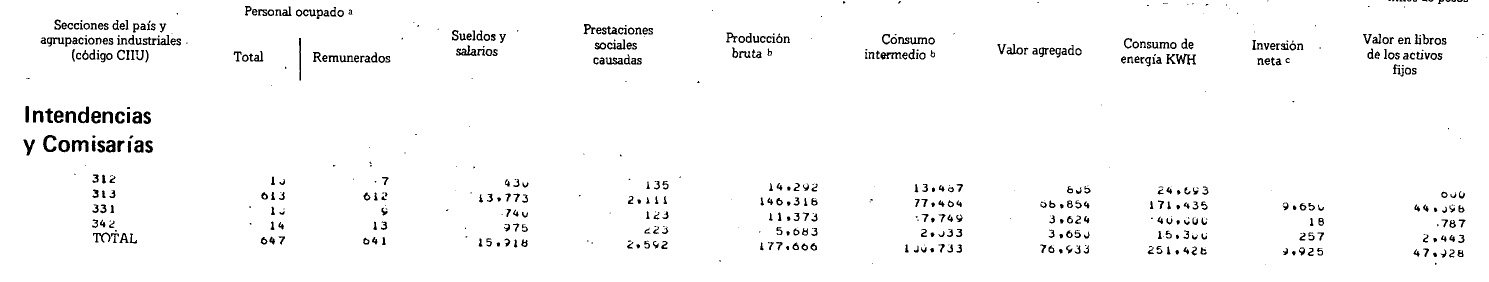 Personal ocupado a
Secciones del país y agrupaciones industriales (código CIIU) Total Remunerados Sueldos y salarios Prestaciones sociales causadas Producción bruta b Consumo intermedio b Valor agregado Consumo de energía KWH Inversión neta c Valor en libros de los activos fijos
Intendencias
y Comisarías
312 10 7 430 135 14.292 13.487 805 24.693 600
313 613 612 13.773 2.111 146.318 77.464 68.854 171.435 9.650 44.098
331 10 9 740 123 11.373 7.749 3.624 40.000 18 787
342 14 13 975 223 5.683 2.033 3.650 15.300 257 2.443
TOTAL 647 641 15.918 2.592 177.666 100.733 76.933 251.428 9.925 47.928